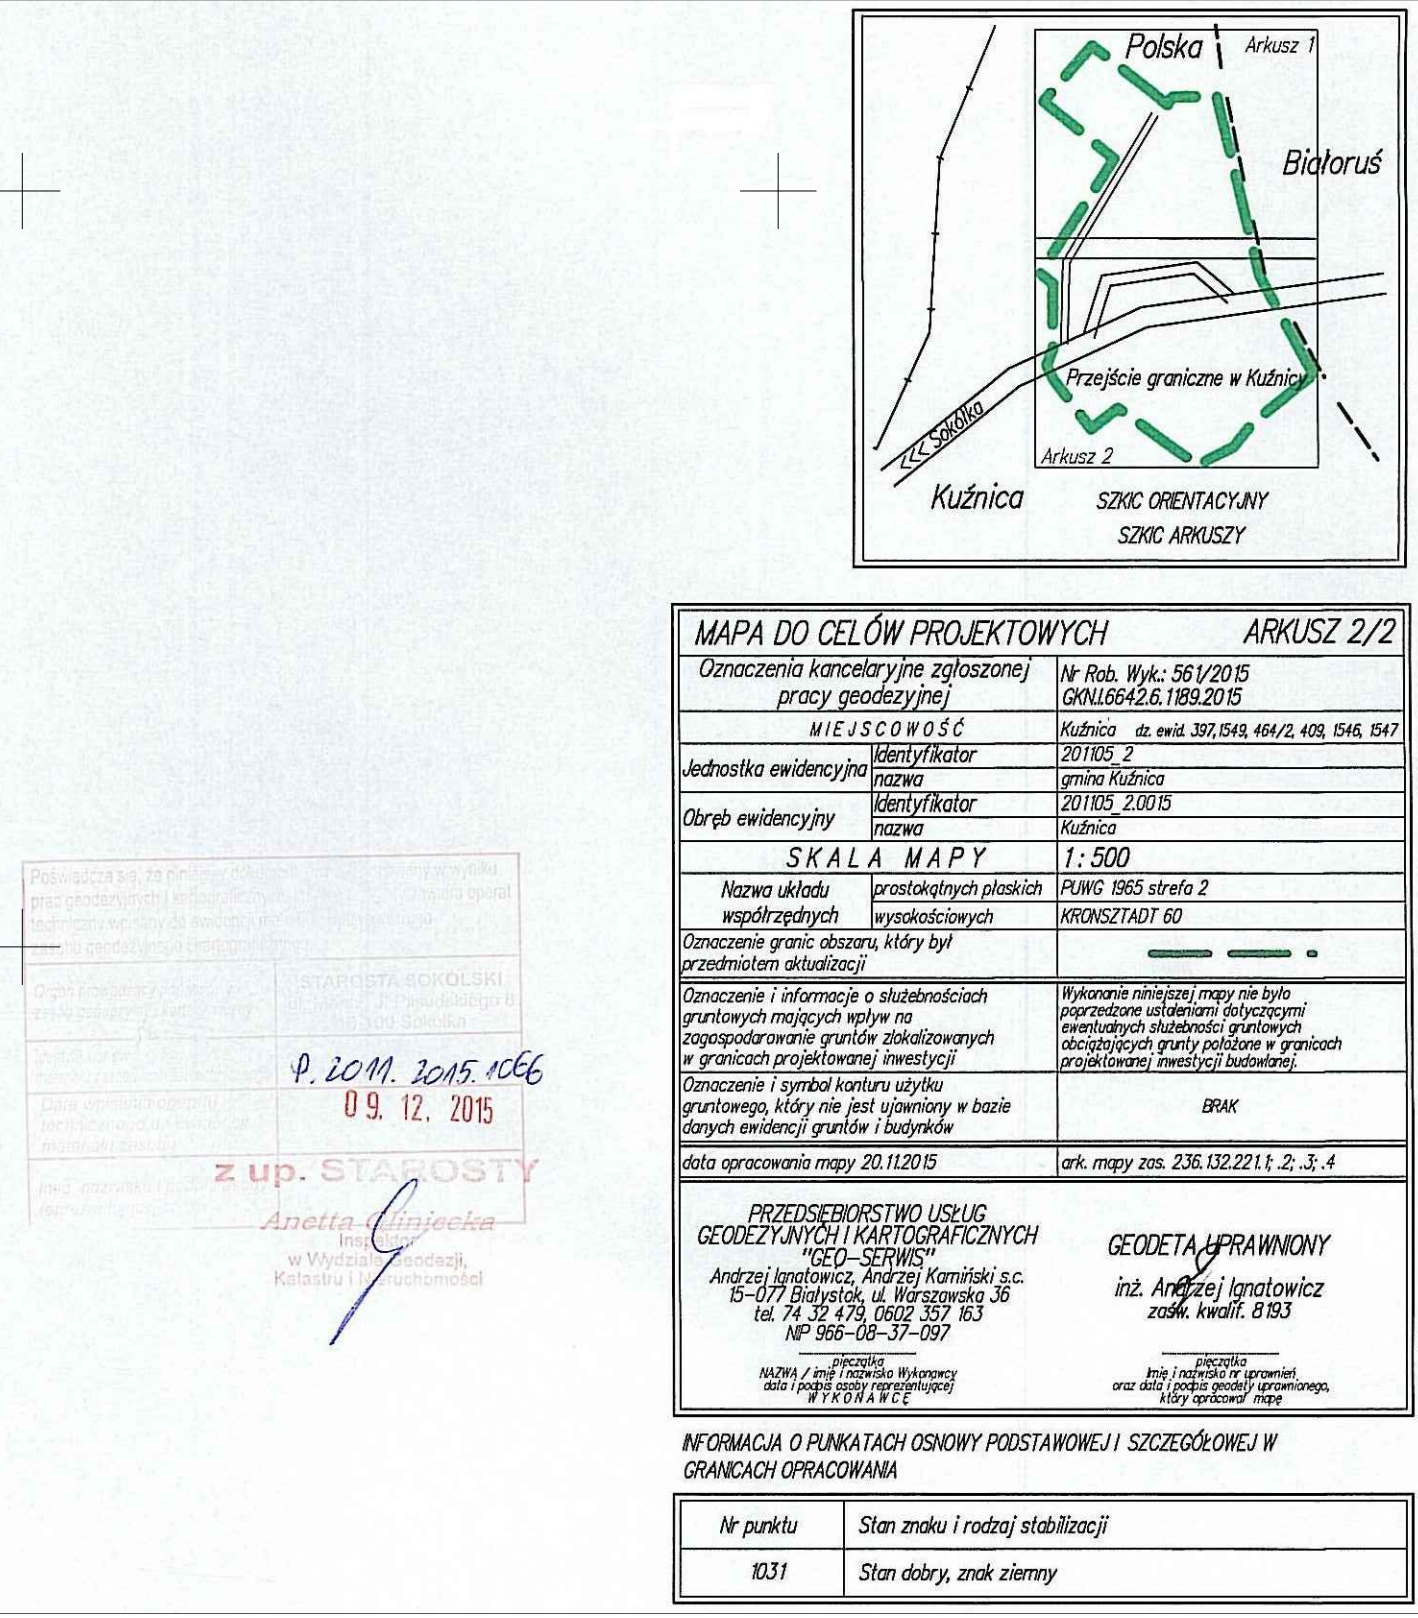 Polska
Arkusz 1
Białoruś
Przejście graniczne w Kuźnicy
<<< Sokółka
Arkusz 2
Kuźnica
SZKIC ORIENTACYJNY
SZKIC ARKUSZY
MAPA DO CELÓW PROJEKTOWYCH ARKUSZ 2/2
Oznaczenia kancelaryjne zgłoszonej
pracy geodezyjnej
Nr Rob. Wyk.: 561/2015
GKN.I.6642.6.1189.2015
MIEJSCOWOŚĆ
Kuźnica dz. ewid. 397,1549, 464/2, 409, 1546, 1547
Jednostka ewidencyjna
Identyfikator
201105_2
nazwa
gmina Kuźnica
Obręb ewidencyjny
Identyfikator
201105_2.0015
nazwa
Kuźnica
SKALA MAPY
1:500
Nazwa układu
współrzędnych
prostokątnych płaskich
PUWG 1965 strefa 2
wysokościowych
KRONSZTADT 60
Oznaczenie granic obszaru, który był
przedmiotem aktualizacji
Oznaczenie i informacje o służebnościach
gruntowych mających wpływ na
zagospodarowanie gruntów zlokalizowanych
w granicach projektowanej inwestycji
Wykonanie niniejszej mapy nie było
poprzedzone ustaleniami dotyczącymi
ewentualnych służebności gruntowych
obciążających grunty położone w granicach
projektowanej inwestycji budowlanej.
Oznaczenie i symbol konturu użytku
gruntowego, który nie jest ujawniony w bazie
danych ewidencji gruntów i budynków
BRAK
data opracowania mapy 20.11.2015
ark. mapy zas. 236.132.221.1; .2; .3; .4
PRZEDSIĘBIORSTWO USŁUG
GEODEZYJNYCH I KARTOGRAFICZNYCH
"GEO-SERWIS"
Andrzej Ignatowicz, Andrzej Kamiński s.c.
15-077 Białystok, ul. Warszawska 36
tel. 74 32 479, 0602 357 163
NIP 966-08-37-097
pieczątka
NAZWA / imię i nazwisko Wykonawcy
data i podpis osoby reprezentującej
WYKONAWCĘ
GEODETA UPRAWNIONY
inż. Andrzej Ignatowicz
zaśw. kwalif. 8193
pieczątka
Imię i nazwisko nr uprawnień,
oraz data i podpis geodety uprawnionego,
który opracował mapę
INFORMACJA O PUNKATACH OSNOWY PODSTAWOWEJ I SZCZEGÓŁOWEJ W
GRANICACH OPRACOWANIA
Nr punktu
Stan znaku i rodzaj stabilizacji
1031
Stan dobry, znak ziemny
Poświadcza się, że
prac geodezyjnych i
operat
techniczny wpisany do ewidencji
STAROSTA SOKÓLSKI
P. 2011. 2015. 1066
09. 12. 2015
z up. STAROSTY
Anetta Gliniecka
Inspektor
w Wydziale Geodezji,
Katastru i Nieruchomości